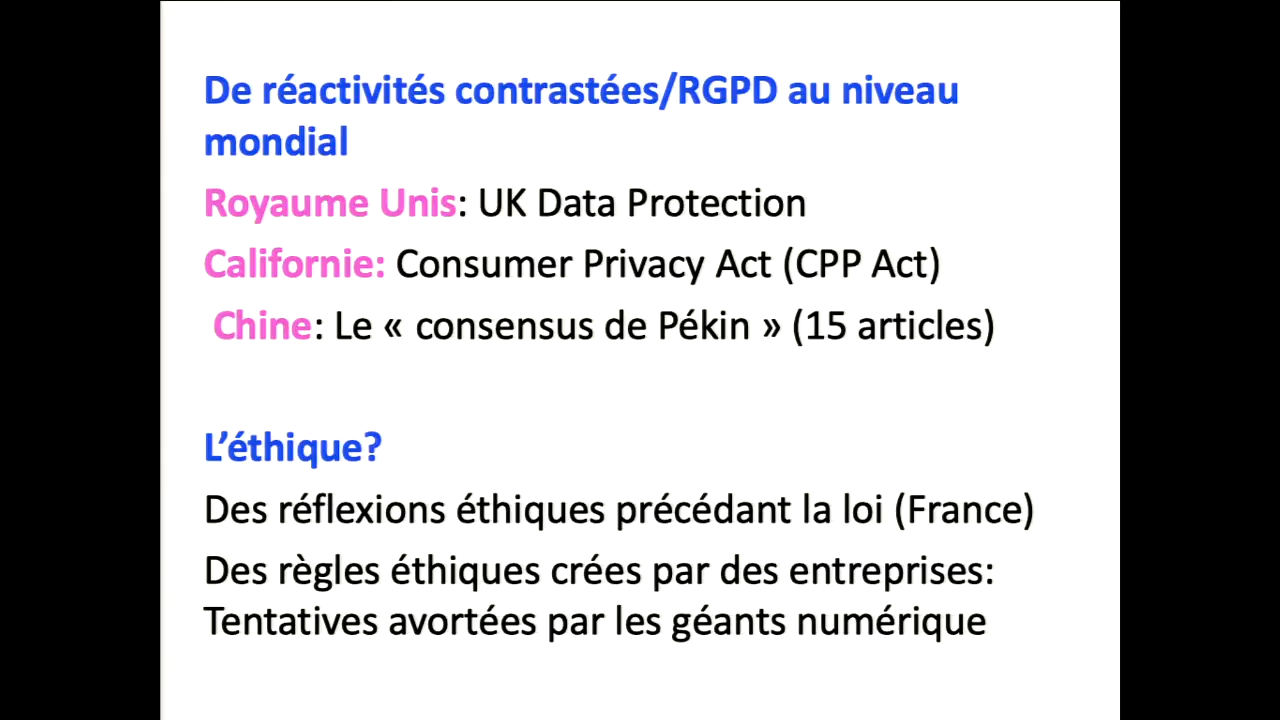 De réactivités contrastées/RGPD au niveau
mondial
Royaume Unis: UK Data Protection
Californie: Consumer Privacy Act (CPP Act)
Chine: Le « consensus de Pékin » (15 articles)
L’éthique?
Des réflexions éthiques précédant la loi (France)
Des règles éthiques crées par des entreprises:
Tentatives avortées par les géants numérique